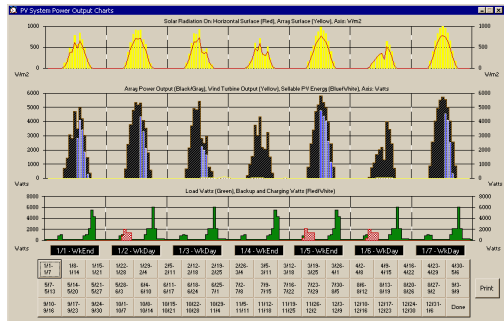 PV System Power Output Charts
Solar Radiation On: Horizontal Surface (Red), Array Surface (Yellow), Axis: W/m2
1000 1000
500 500
0 0
W/m2 W/m2
Array Power Output (Black/Gray), Wind Turbine Output (Yellow), Sellable PV Energy (Blue/White), Axis: Watts
6000 6000
5000 5000
4000 4000
3000 3000
2000 2000
1000 1000
0 0
Watts Watts
Load Watts (Green), Backup and Charging Watts (Red/White)
8000 8000
6000 6000
4000 4000
2000 2000
0 0
Watts Watts
1/1 - WkEnd 1/2 - WkDay 1/3 - WkDay 1/4 - WkEnd 1/5 - WkEnd 1/6 - WkDay 1/7 - WkDay
1/1- 1/8- 1/15- 1/22- 1/29- 2/5- 2/12- 2/19- 2/26- 3/5- 3/12- 3/19- 3/26- 4/2- 4/9- 4/16- 4/23- 4/30-
1/7 1/14 1/21 1/28 2/4 2/11 2/18 2/25 3/4 3/11 3/18 3/25 4/1 4/8 4/15 4/22 4/29 5/6
5/7- 5/14- 5/21- 5/28- 6/4- 6/11- 6/18- 6/25- 7/2- 7/9- 7/16- 7/23- 7/30- 8/6- 8/13- 8/20- 8/27- 9/3-
5/13 5/20 5/27 6/3 6/10 6/17 6/24 7/1 7/8 7/15 7/22 7/29 8/5 8/12 8/19 8/26 9/2 9/9
Print
9/10- 9/17- 9/24- 10/1- 10/8- 10/15- 10/22- 10/29- 11/5- 11/12- 11/19- 11/26- 12/3- 12/10- 12/17- 12/24- 12/31- Done
9/16 9/23 9/30 10/7 10/14 10/21 10/28 11/4 11/11 11/18 11/25 12/2 12/9 12/16 12/23 12/30 1/6